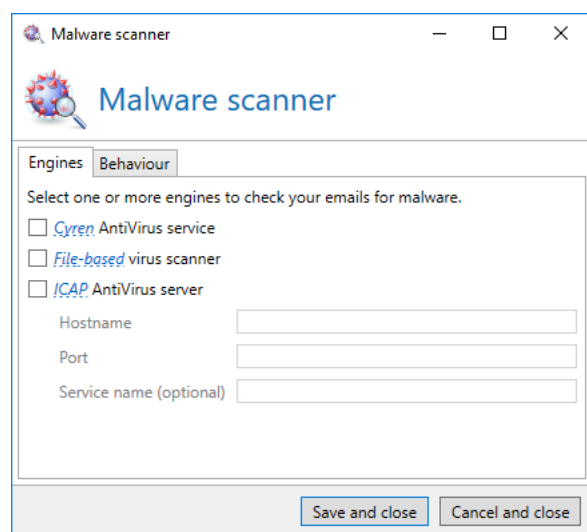 Malware scanner
Malware scanner
Engines Behaviour
Select one or more engines to check your emails for malware.
Cyren AntiVirus service
File-based virus scanner
ICAP AntiVirus server
Hostname
Port
Service name (optional)
Save and close Cancel and close